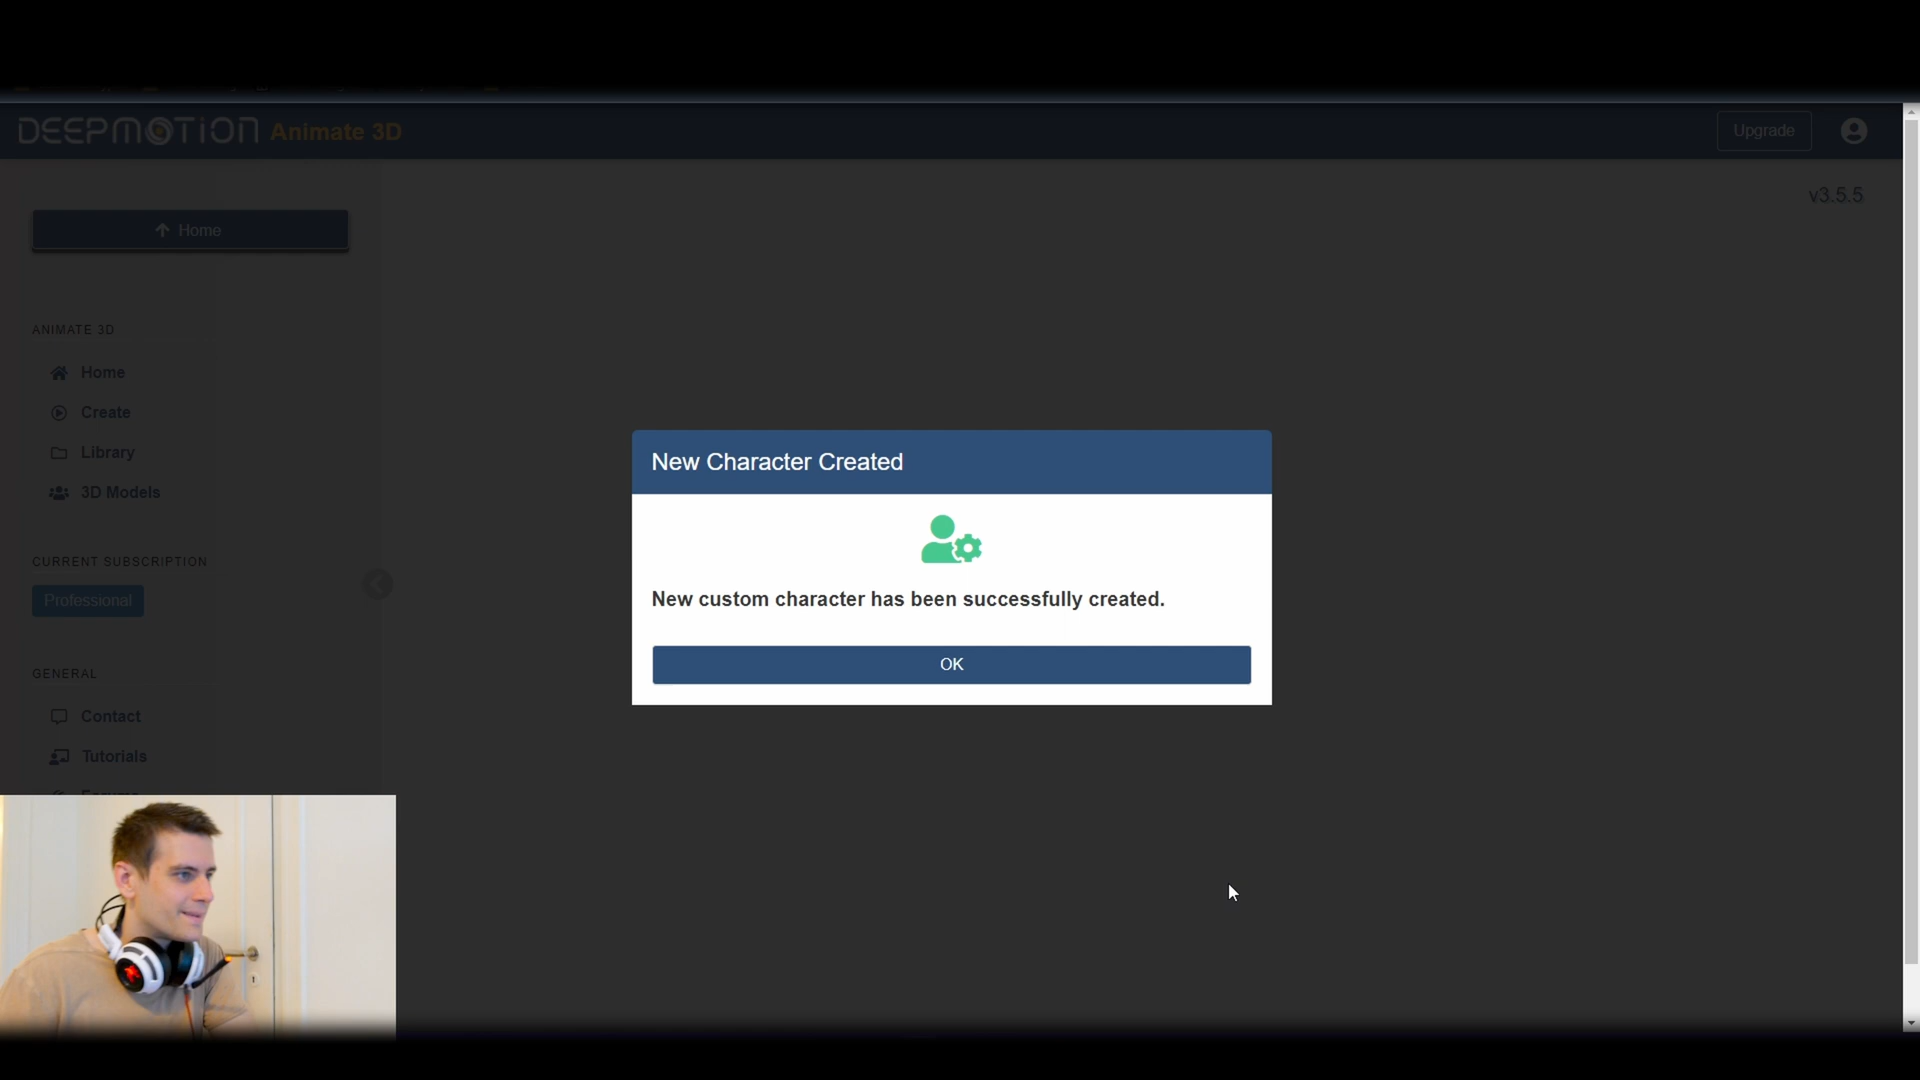 DEEPMOTION Animate 3D
Upgrade
v3.5.5
Home
ANIMATE 3D
Home
Create
Library
3D Models
CURRENT SUBSCRIPTION
Professional
GENERAL
Contact
Tutorials
New Character Created
New custom character has been successfully created.
OK